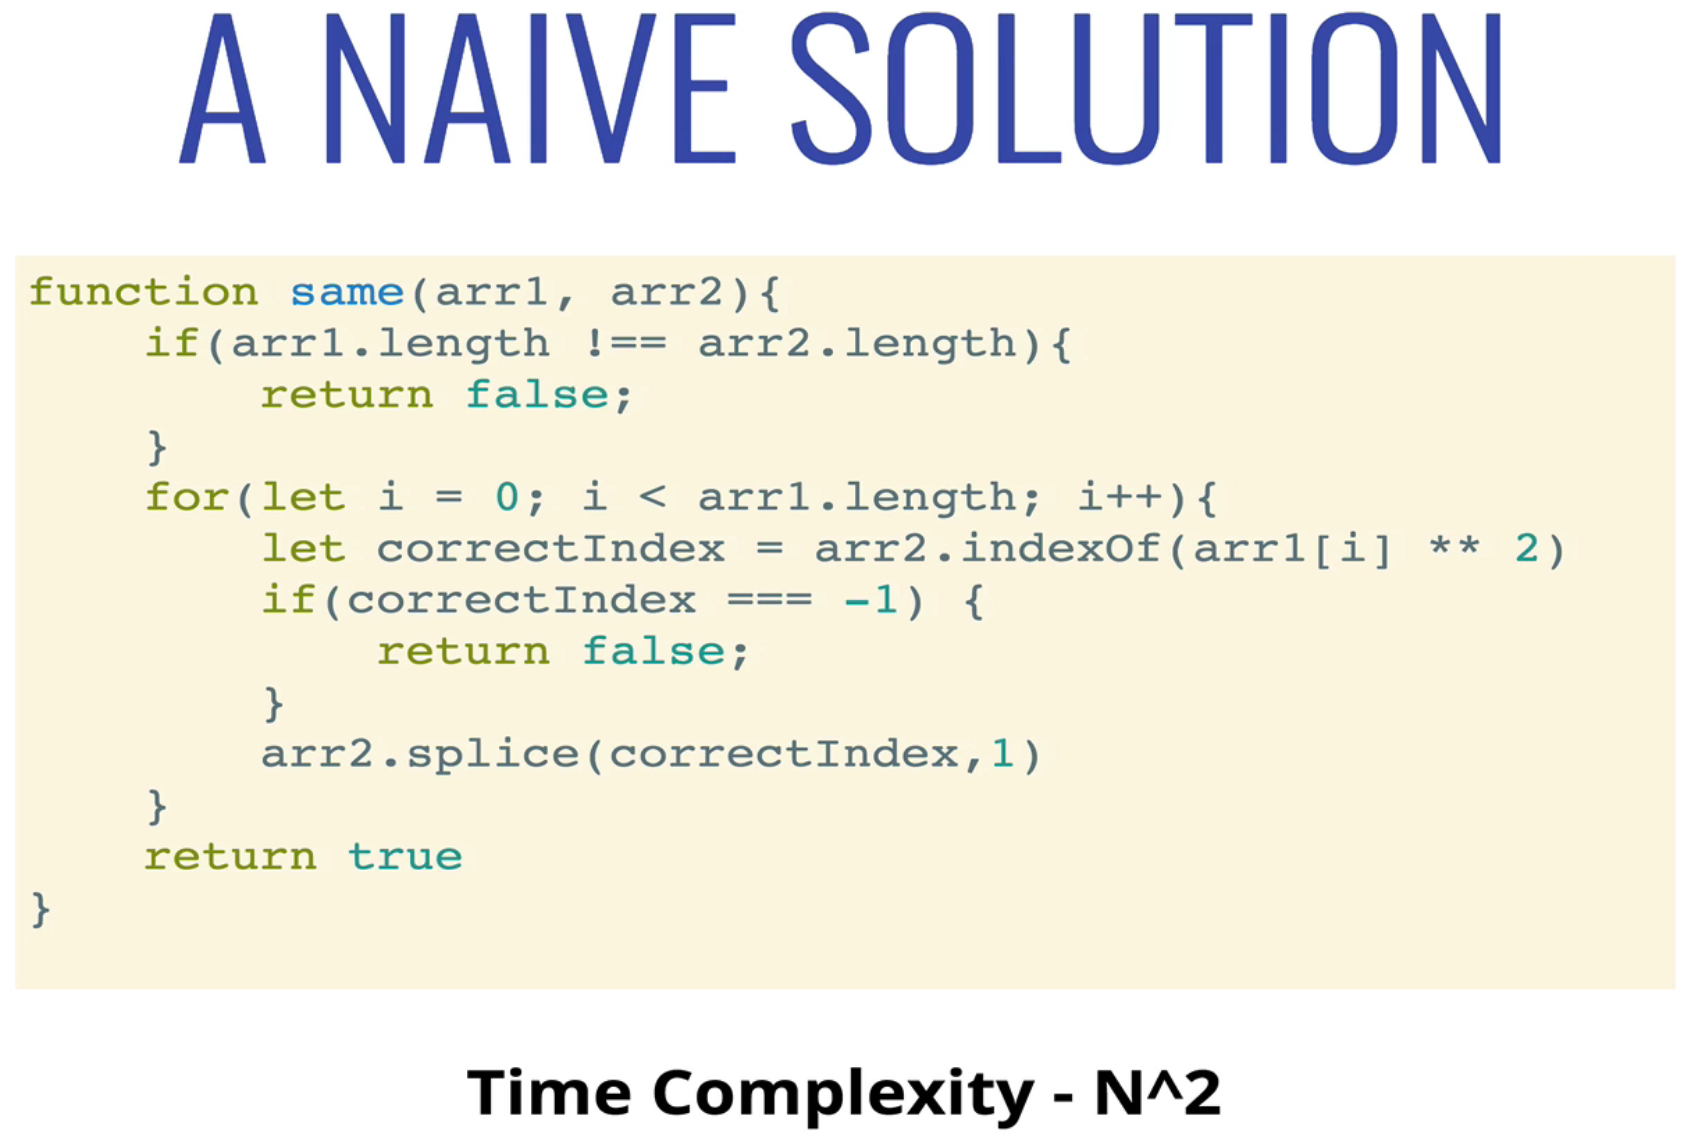 A NAIVE SOLUTION
function same(arr1, arr2){
    if(arr1.length !== arr2.length){
        return false;
    }
    for(let i = 0; i < arr1.length; i++){
        let correctIndex = arr2.indexOf(arr1[i] ** 2)
        if(correctIndex === -1) {
            return false;
        }
        arr2.splice(correctIndex,1)
    }
    return true
}
Time Complexity - N^2